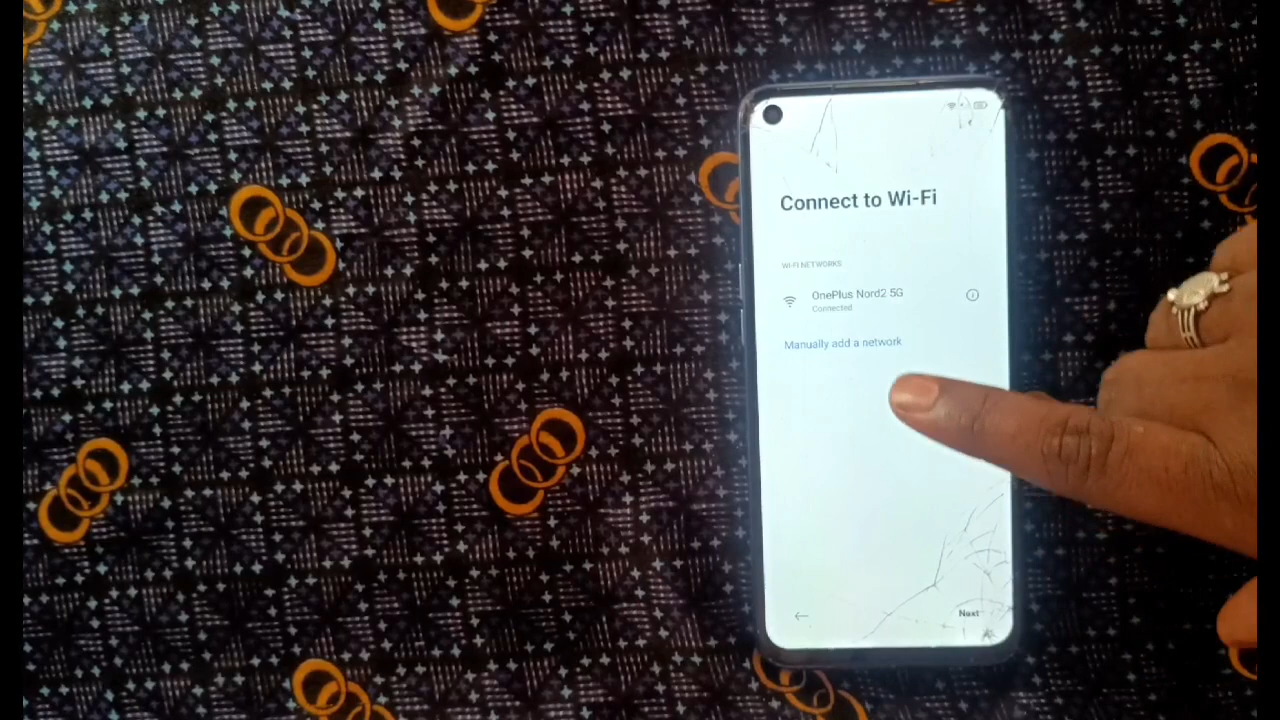 Connect to Wi-Fi
WI-FI NETWORKS
OnePlus Nord2 5G
Connected
Manually add a network
Next